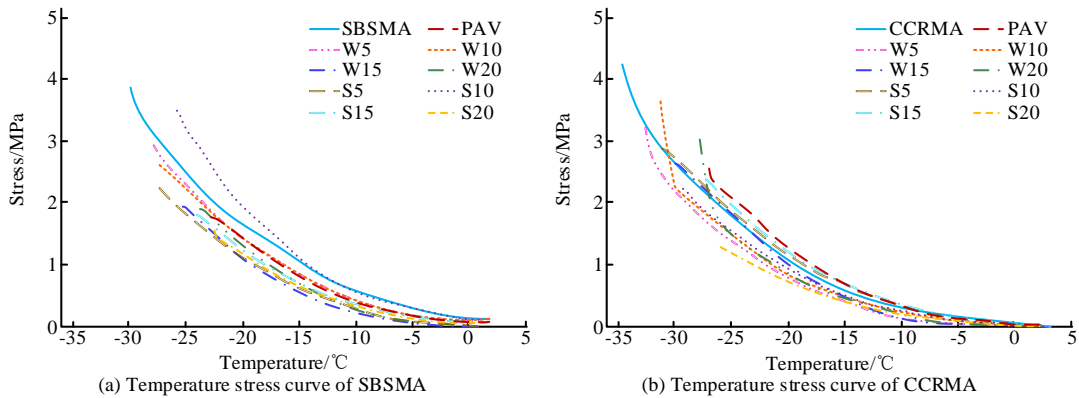 5
4
3
2
1
0
Stress/MPa
SBSMA PAV
W5 W10
W15 W20
S5 S10
S15 S20
-35 -30 -25 -20 -15 -10 -5 0 5
Temperature/℃
(a) Temperature stress curve of SBSMA
5
4
3
2
1
0
Stress/MPa
CCRMA PAV
W5 W10
W15 W20
S5 S10
S15 S20
-35 -30 -25 -20 -15 -10 -5 0 5
Temperature/℃
(b) Temperature stress curve of CCRMA